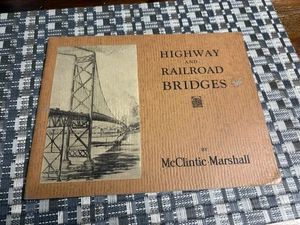 HIGHWAY
AND
RAILROAD
BRIDGES
BY
McClintic-Marshall